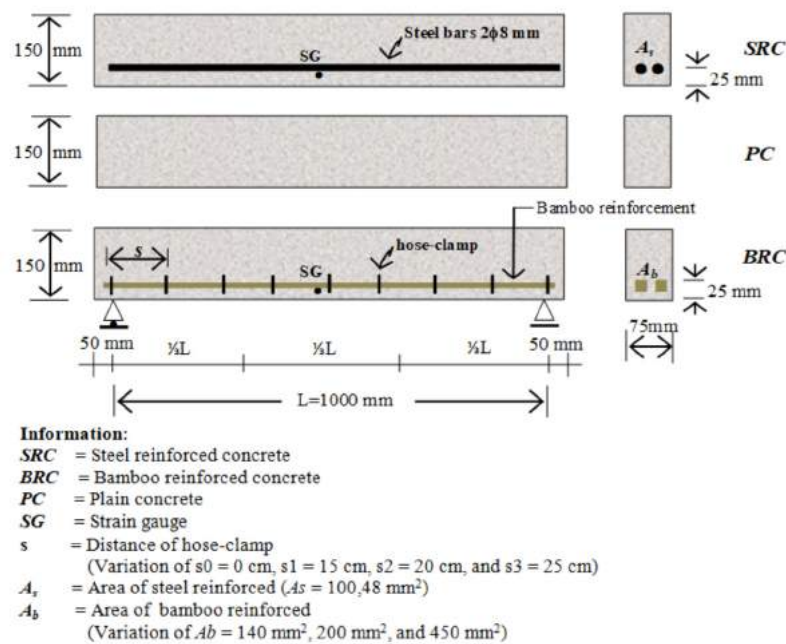 150 mm
Steel bars 2ϕ8 mm
SG
A_s
SRC
25 mm
150 mm
PC
Bamboo reinforcement
150 mm
s
hose-clamp
SG
A_b
BRC
25 mm
50 mm
⅓L
⅓L
⅓L
50 mm
75mm
L=1000 mm
Information:
SRC = Steel reinforced concrete
BRC = Bamboo reinforced concrete
PC = Plain concrete
SG = Strain gauge
s = Distance of hose-clamp
(Variation of s0 = 0 cm, s1 = 15 cm, s2 = 20 cm, and s3 = 25 cm)
A_s = Area of steel reinforced (As = 100,48 mm²)
A_b = Area of bamboo reinforced
(Variation of Ab = 140 mm², 200 mm², and 450 mm²)